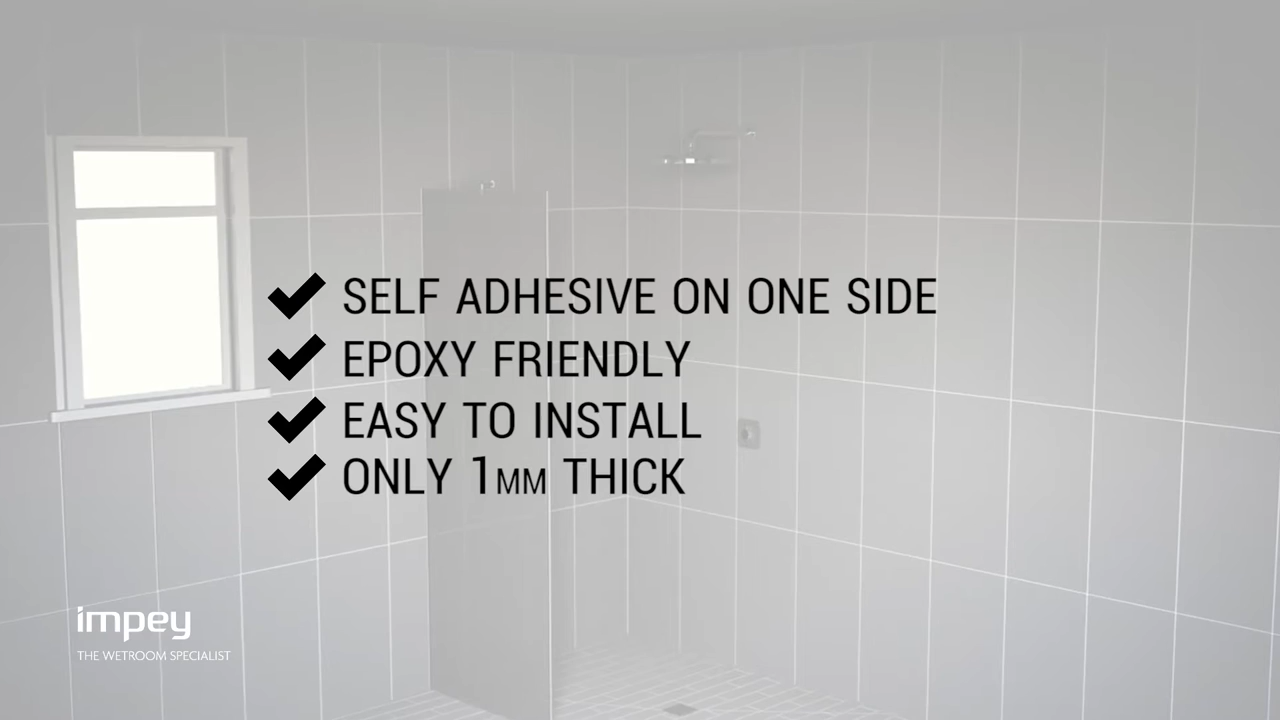 SELF ADHESIVE ON ONE SIDE
EPOXY FRIENDLY
EASY TO INSTALL
ONLY 1MM THICK
impey
THE WETROOM SPECIALIST